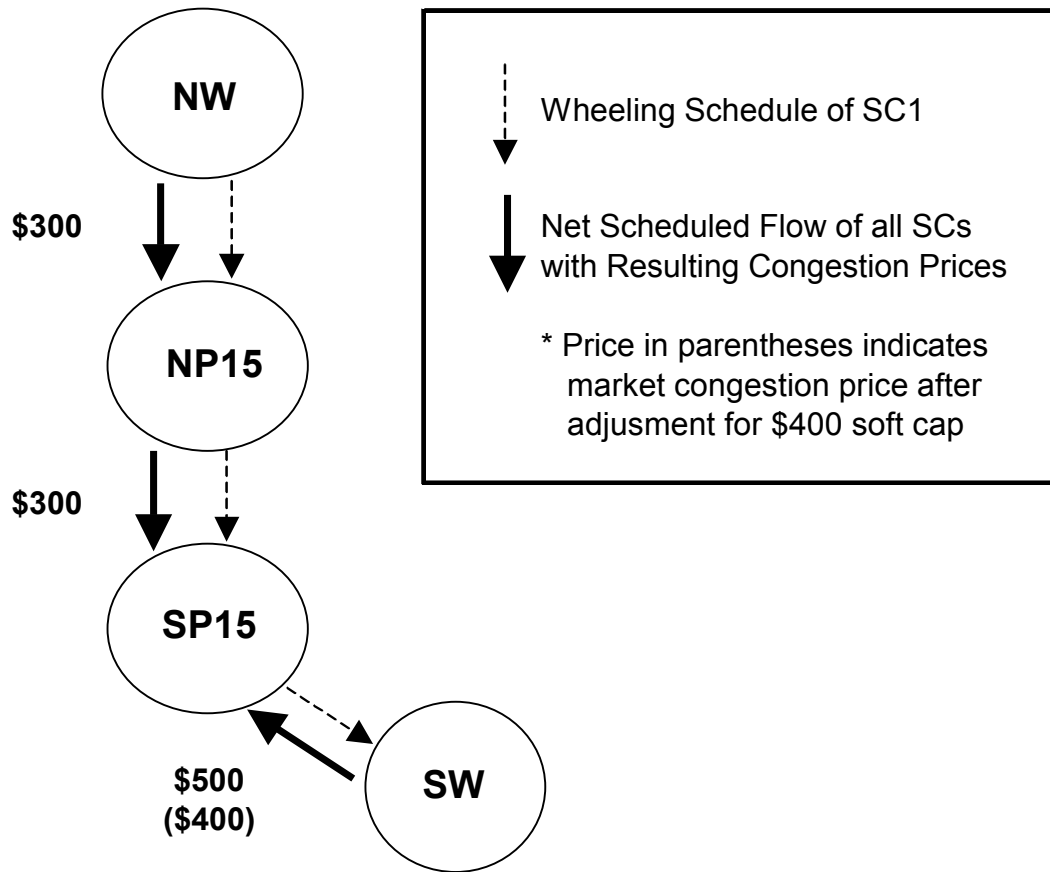 NW
$300
NP15
$300
SP15
$500
($400)
SW
Wheeling Schedule of SC1
Net Scheduled Flow of all SCs
with Resulting Congestion Prices
* Price in parentheses indicates
market congestion price after
adjusment for $400 soft cap